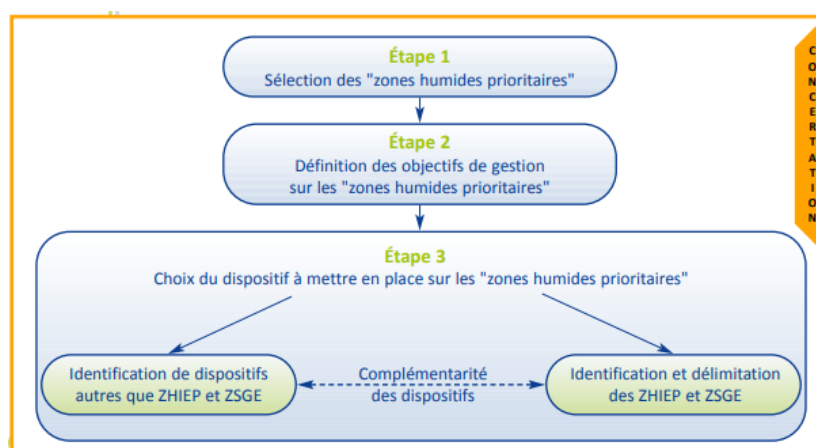 Étape 1
Sélection des "zones humides prioritaires"
Étape 2
Définition des objectifs de gestion
sur les "zones humides prioritaires"
Étape 3
Choix du dispositif à mettre en place sur les "zones humides prioritaires"
Identification de dispositifs
autres que ZHIEP et ZSGE
Complémentarité
des dispositifs
Identification et délimitation
des ZHIEP et ZSGE
CONCERTATION